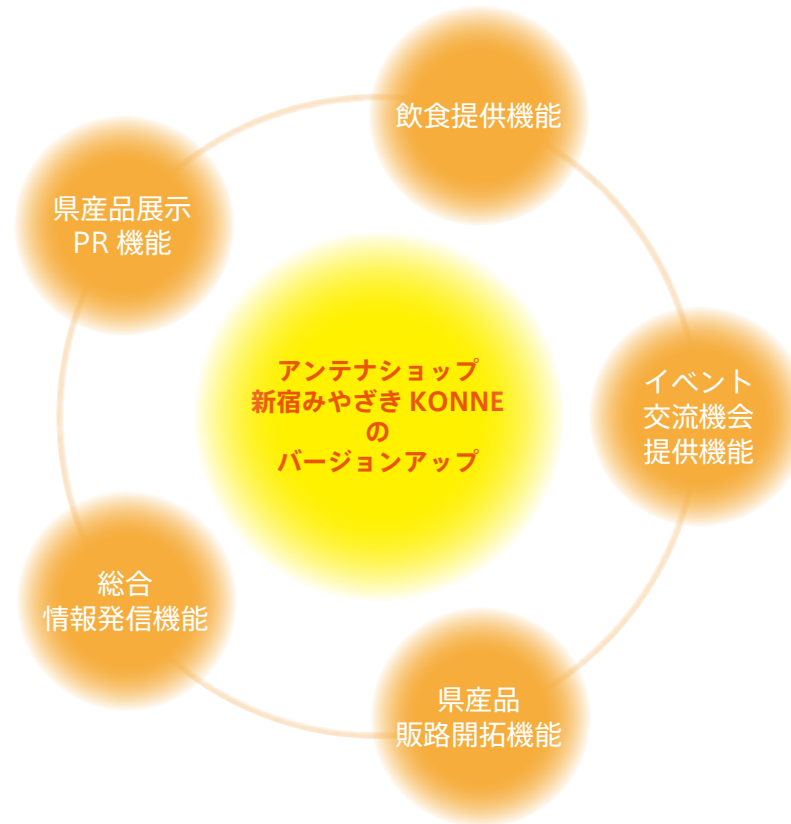 飲食提供機能
県産品展示
PR 機能
アンテナショップ
新宿みやざき KONNE
の
バージョンアップ
イベント
交流機会
提供機能
総合
情報発信機能
県産品
販路開拓機能